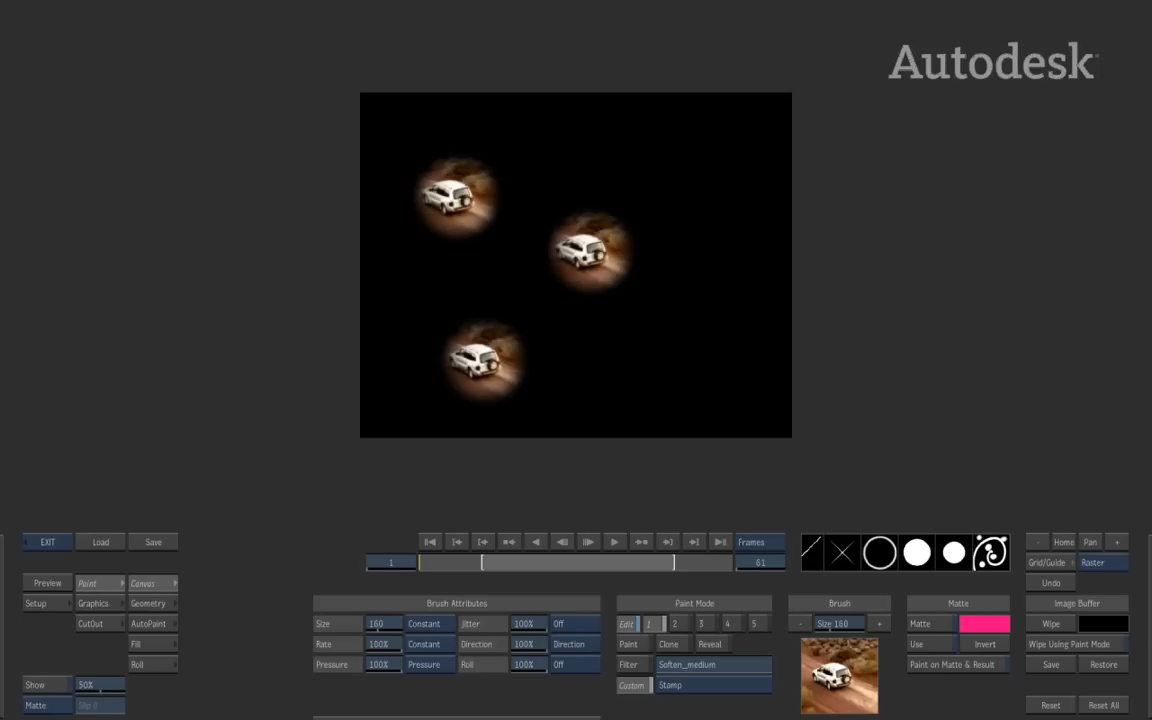 Autodesk
EXIT Load Save
Frames
1 61
- Home Pan +
Grid/Guide Raster
Undo
Preview Paint Canvas
Setup Graphics Geometry
CutOut AutoPaint
Fill
Roll
Show 50%
Matte
Brush Attributes
Size 160 Constant Jitter 100% Off
Rate 100% Constant Direction 100% Direction
Pressure 100% Pressure Roll 100% Off
Paint Mode
Edit 1 2 3 4 5
Paint Clone Reveal
Filter Soften_medium
Custom Stamp
Brush
- Size 160 +
Matte
Matte
Use Invert
Paint on Matte & Result
Image Buffer
Wipe
Wipe Using Paint Mode
Save Restore
Reset Reset All